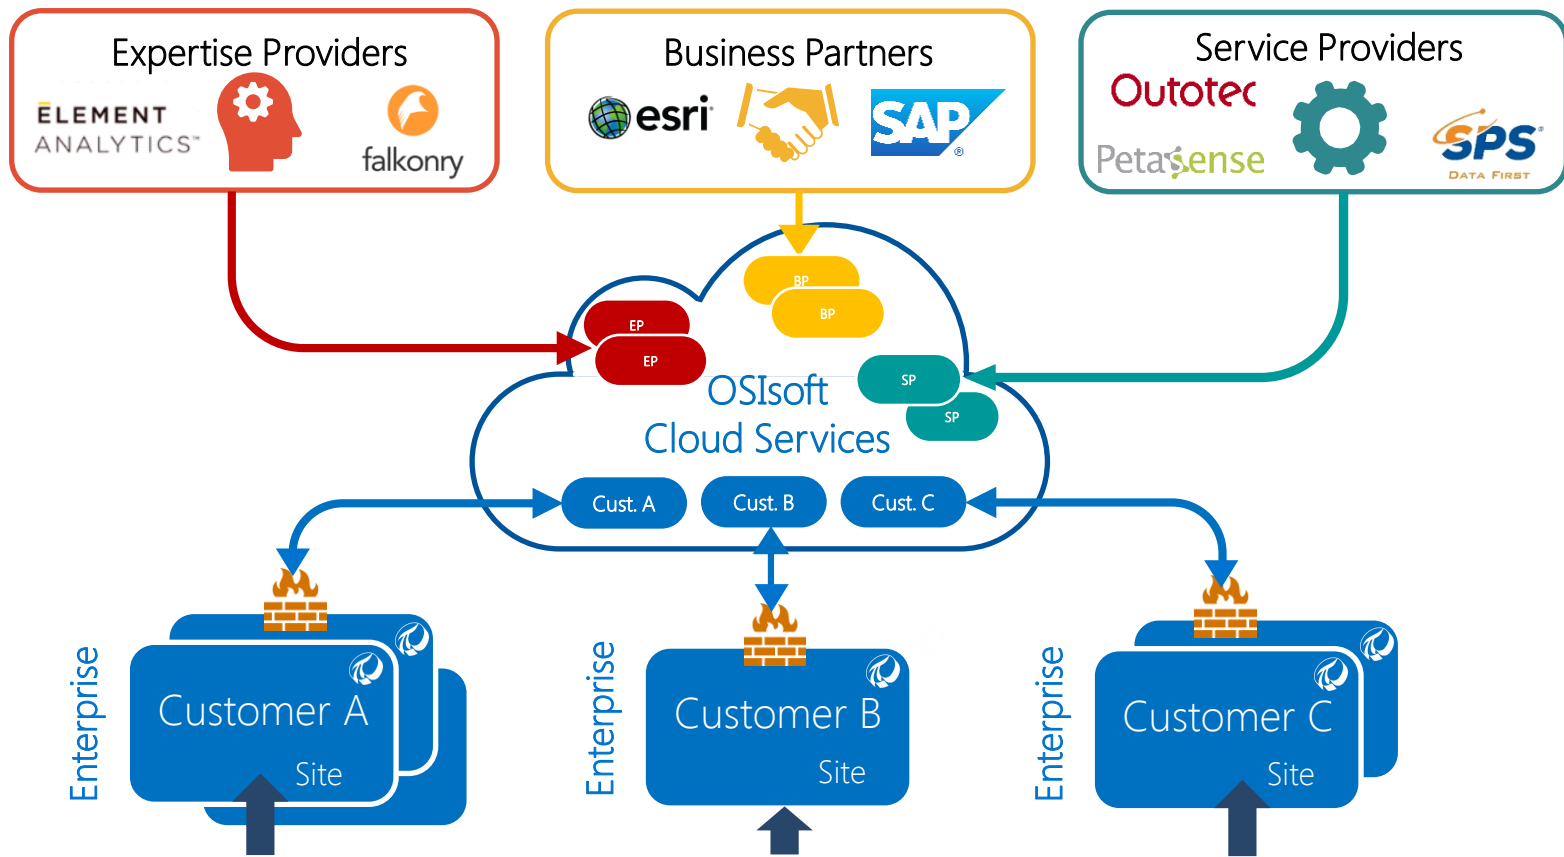 Expertise Providers
ELEMENT
ANALYTICS™
falkonry
Business Partners
esri
SAP®
Service Providers
Outotec
PetaSense
SPS®
DATA FIRST
BP
BP
EP
EP
SP
SP
OSIsoft
Cloud Services
Cust. A
Cust. B
Cust. C
Enterprise
Customer A
Site
Enterprise
Customer B
Site
Enterprise
Customer C
Site